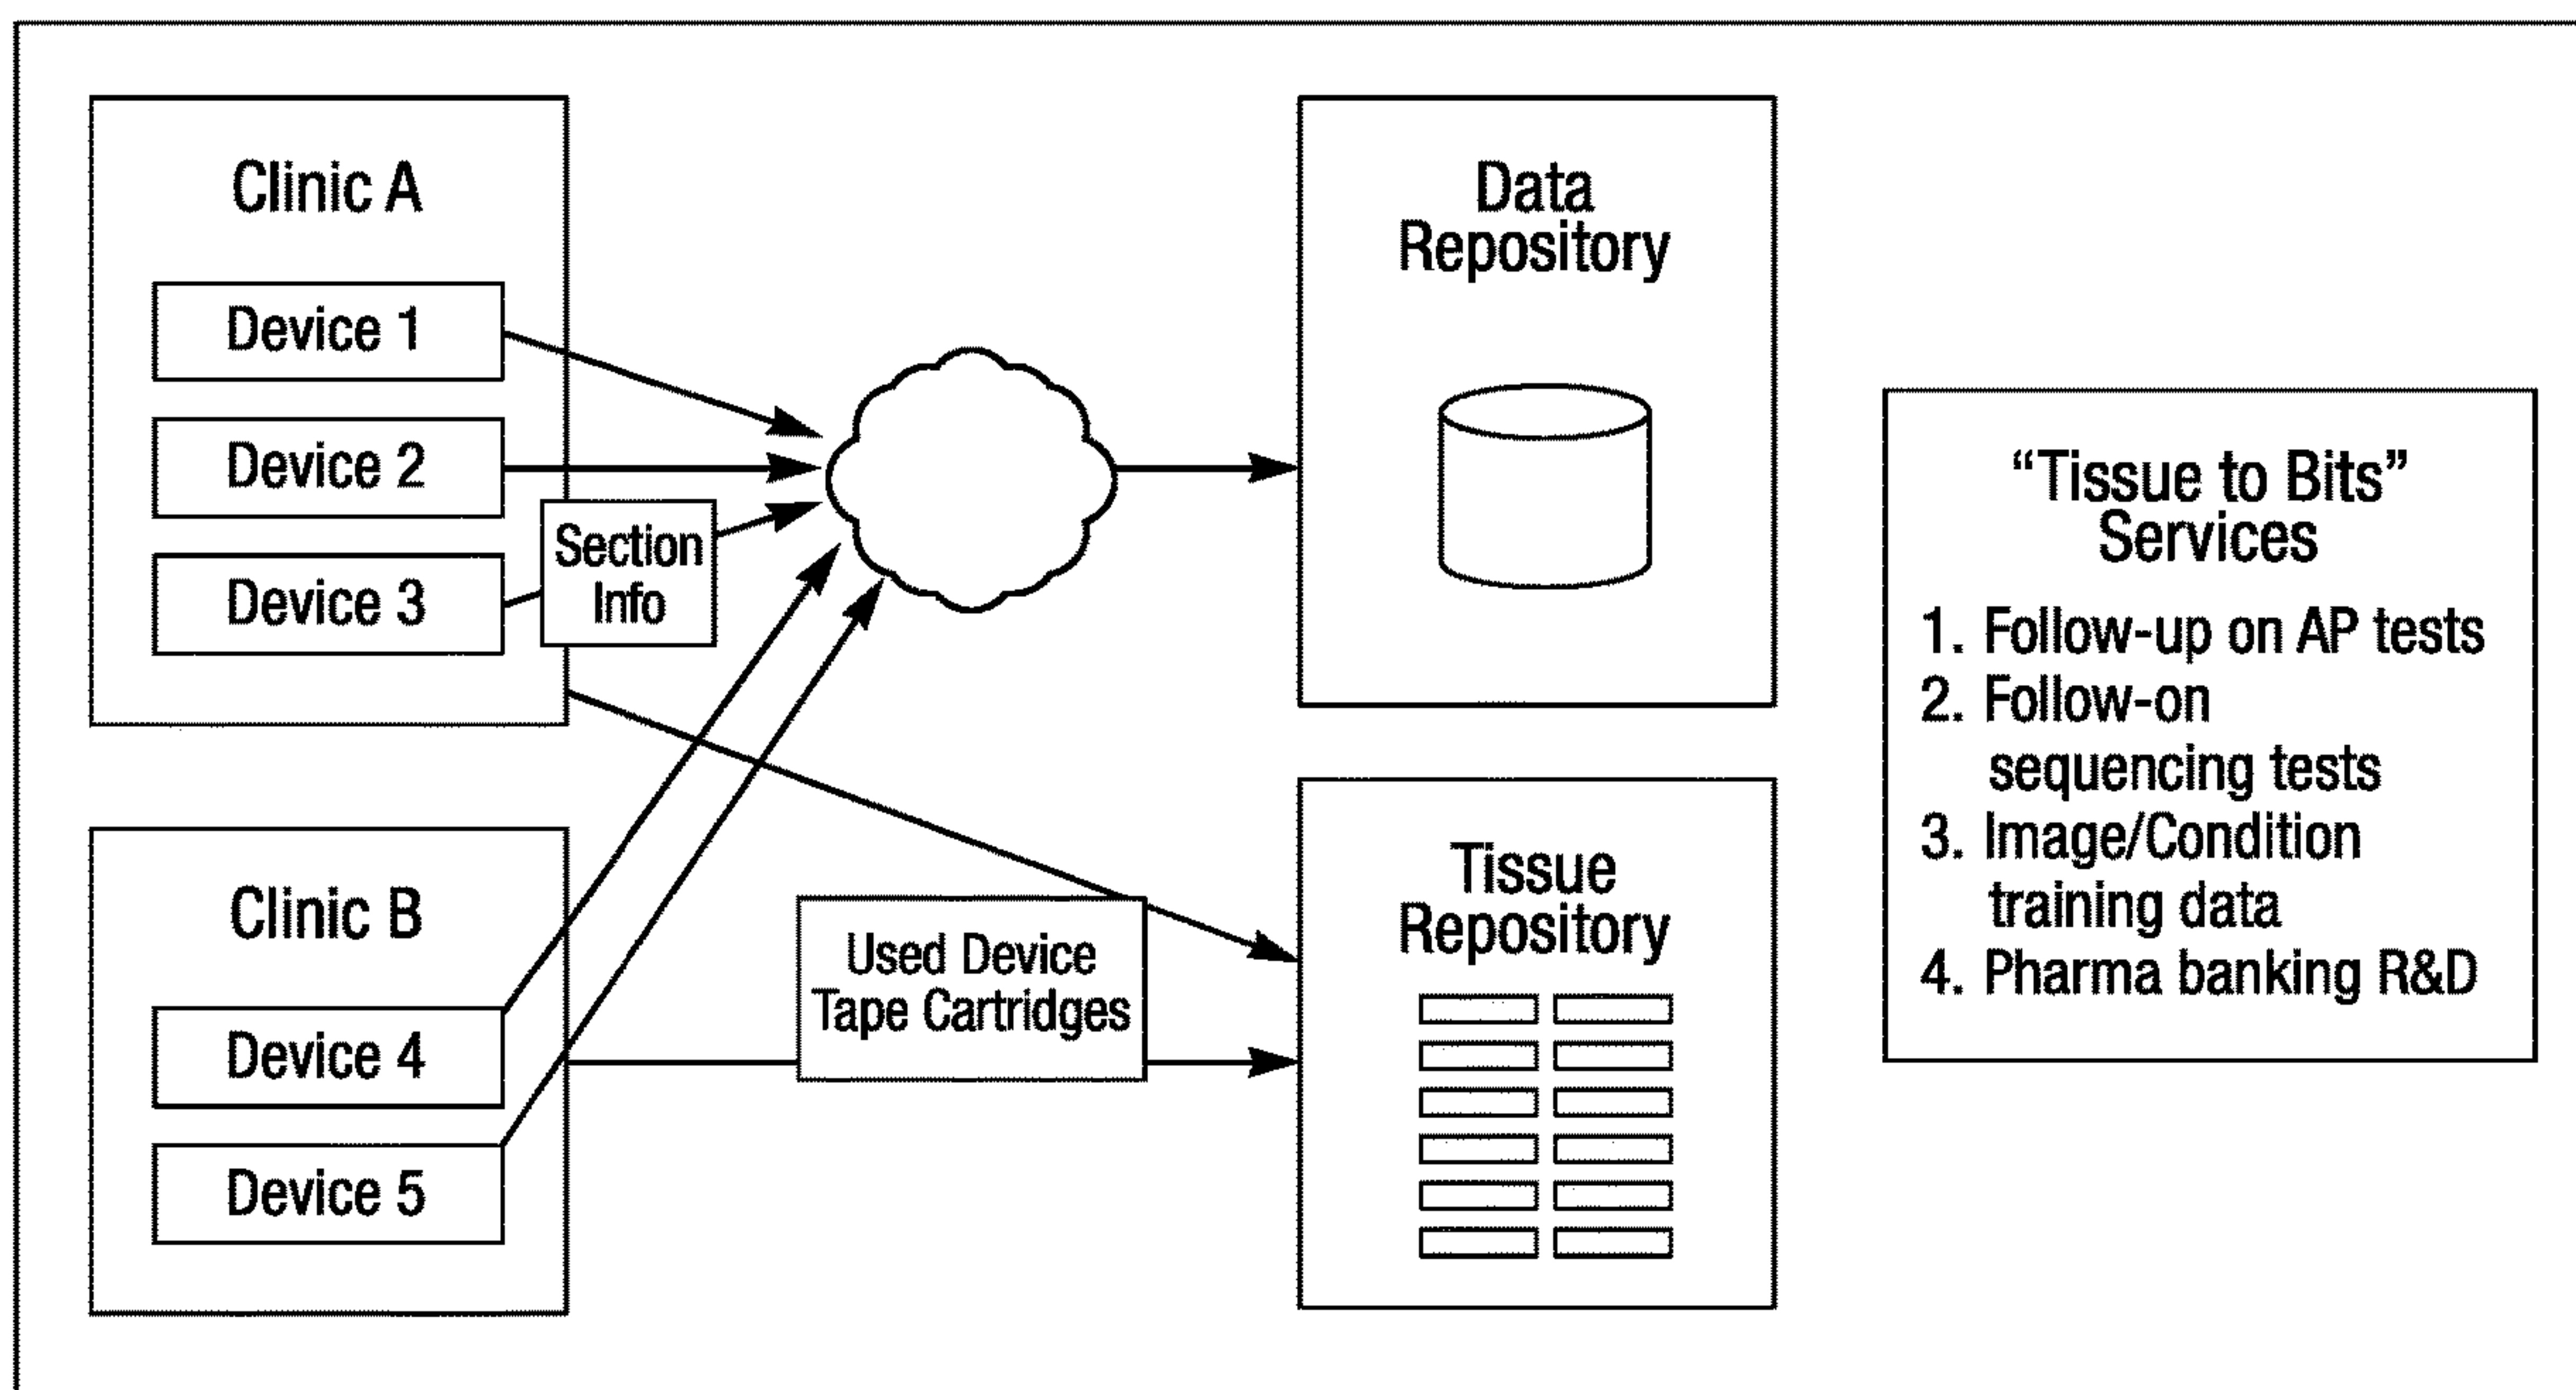 Clinic A
Device 1
Device 2
Device 3
Section
Info
Clinic B
Device 4
Device 5
Used Device
Tape Cartridges
Data
Repository
Tissue
Repository
“Tissue to Bits”
Services
1. Follow-up on AP tests
2. Follow-on
sequencing tests
3. Image/Condition
training data
4. Pharma banking R&D